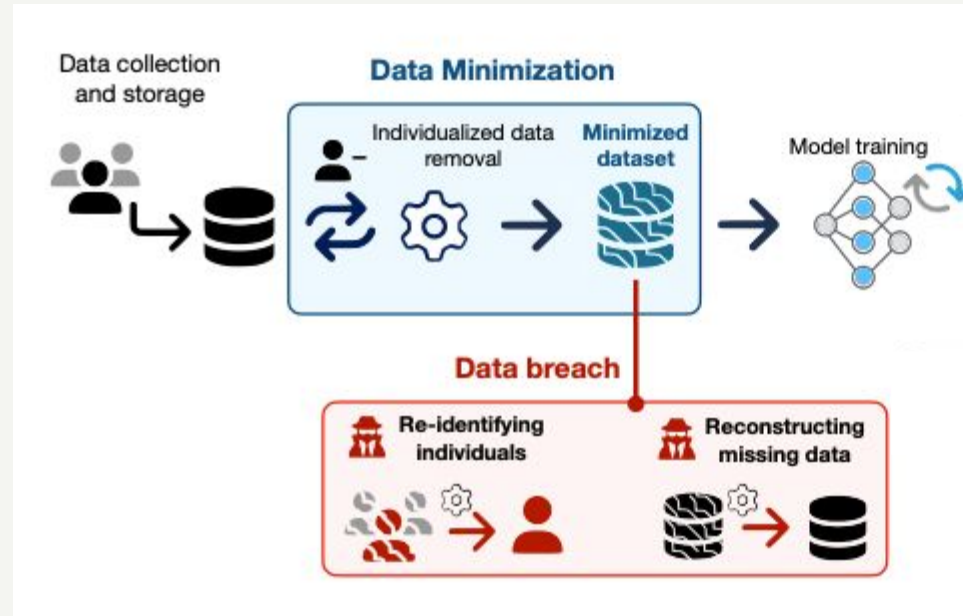 Data collection
and storage
Data Minimization
Individualized data
removal
Minimized
dataset
Model training
Data breach
Re-identifying
individuals
Reconstructing
missing data